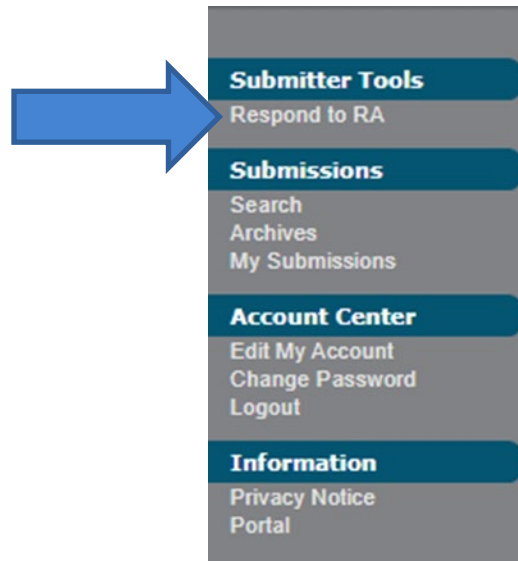 Submitter Tools
Respond to RA
Submissions
Search
Archives
My Submissions
Account Center
Edit My Account
Change Password
Logout
Information
Privacy Notice
Portal